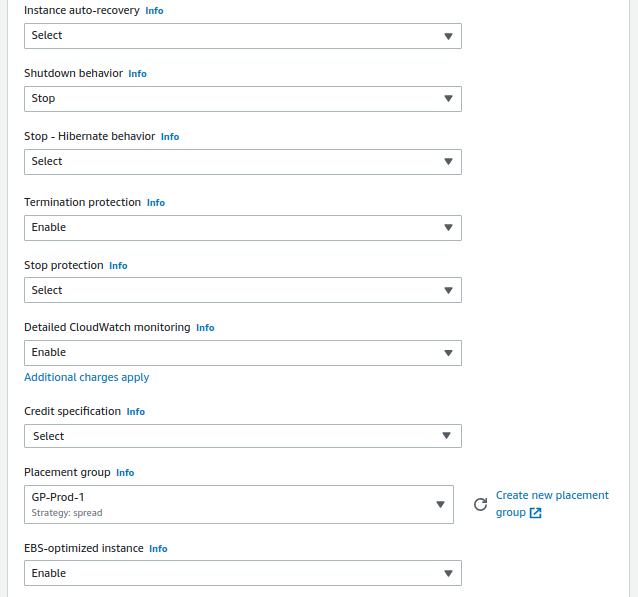 Instance auto-recovery Info
Select
Shutdown behavior Info
Stop
Stop - Hibernate behavior Info
Select
Termination protection Info
Enable
Stop protection Info
Select
Detailed CloudWatch monitoring Info
Enable
Additional charges apply
Credit specification Info
Select
Placement group Info
GP-Prod-1
Strategy: spread
Create new placement
group
EBS-optimized instance Info
Enable